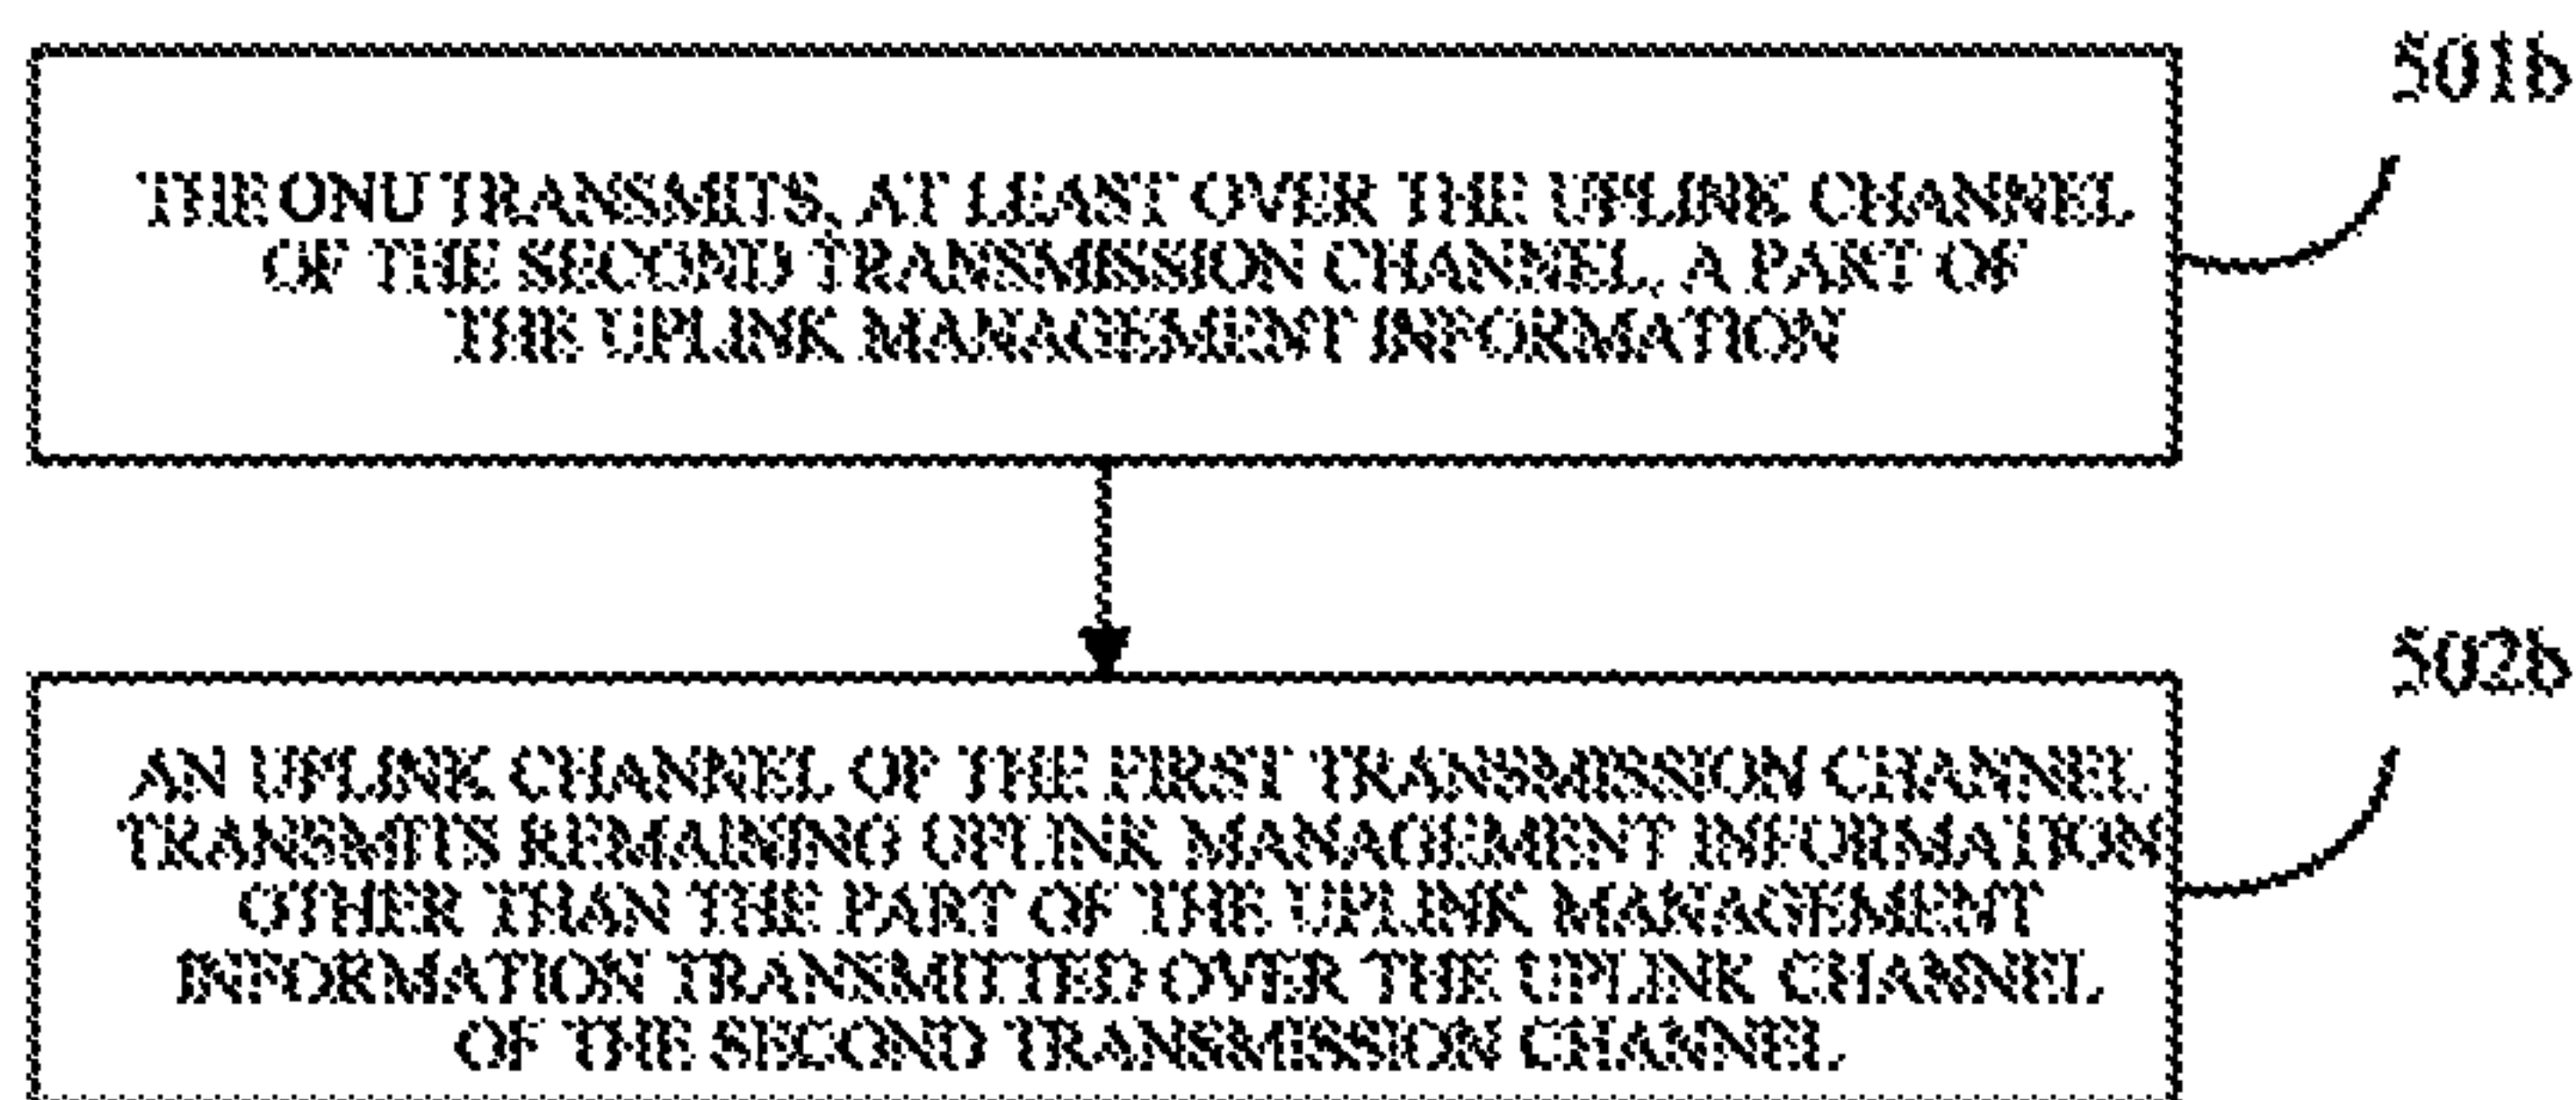 501b
THE ONU TRANSMITS, AT LEAST OVER THE UPLINK CHANNEL
OF THE SECOND TRANSMISSION CHANNEL, A PART OF
THE UPLINK MANAGEMENT INFORMATION
502b
AN UPLINK CHANNEL OF THE FIRST TRANSMISSION CHANNEL
TRANSMITS REMAINING UPLINK MANAGEMENT INFORMATION
OTHER THAN THE PART OF THE UPLINK MANAGEMENT
INFORMATION TRANSMITTED OVER THE UPLINK CHANNEL
OF THE SECOND TRANSMISSION CHANNEL